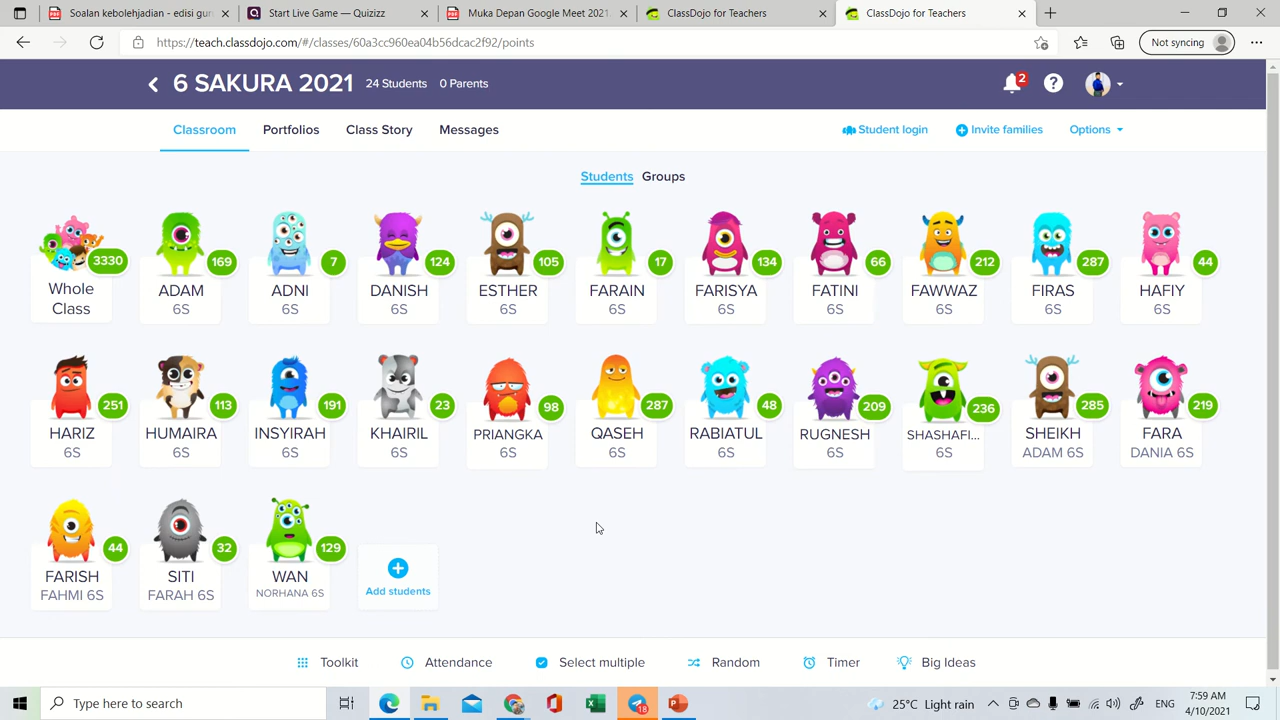 Soalan kebolehjarian - edisi guru
Start Live Game — Quizizz
Muka Depan Google Meet 2021
ClassDojo for Teachers
ClassDojo for Teachers
https://teach.classdojo.com/#/classes/60a3cc960ea04b56dcac2f92/points
Not syncing
6 SAKURA 2021 24 Students 0 Parents
2
Classroom Portfolios Class Story Messages
Student login Invite families Options
Students Groups
3330 169 7 124 105 17 134 66 212 287 44
Whole Class ADAM ADNI DANISH ESTHER FARAIN FARISYA FATINI FAWWAZ FIRAS HAFIY
6S 6S 6S 6S 6S 6S 6S 6S 6S 6S
251 113 191 23 98 287 48 209 236 285 219
HARIZ HUMAIRA INSYIRAH KHAIRIL PRIANGKA QASEH RABIATUL RUGNESH SHASHAFI... SHEIKH FARA
6S 6S 6S 6S 6S 6S 6S 6S 6S ADAM 6S DANIA 6S
44 32 129
FARISH SITI WAN
FAHMI 6S FARAH 6S NORHANA 6S Add students
Toolkit Attendance Select multiple Random Timer Big Ideas
Type here to search
18
25°C Light rain
ENG
7:59 AM
4/10/2021